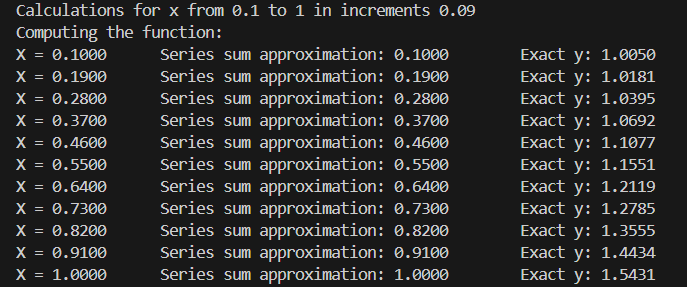 Calculations for x from 0.1 to 1 in increments 0.09
Computing the function:
X = 0.1000 Series sum approximation: 0.1000 Exact y: 1.0050
X = 0.1900 Series sum approximation: 0.1900 Exact y: 1.0181
X = 0.2800 Series sum approximation: 0.2800 Exact y: 1.0395
X = 0.3700 Series sum approximation: 0.3700 Exact y: 1.0692
X = 0.4600 Series sum approximation: 0.4600 Exact y: 1.1077
X = 0.5500 Series sum approximation: 0.5500 Exact y: 1.1551
X = 0.6400 Series sum approximation: 0.6400 Exact y: 1.2119
X = 0.7300 Series sum approximation: 0.7300 Exact y: 1.2785
X = 0.8200 Series sum approximation: 0.8200 Exact y: 1.3555
X = 0.9100 Series sum approximation: 0.9100 Exact y: 1.4434
X = 1.0000 Series sum approximation: 1.0000 Exact y: 1.5431